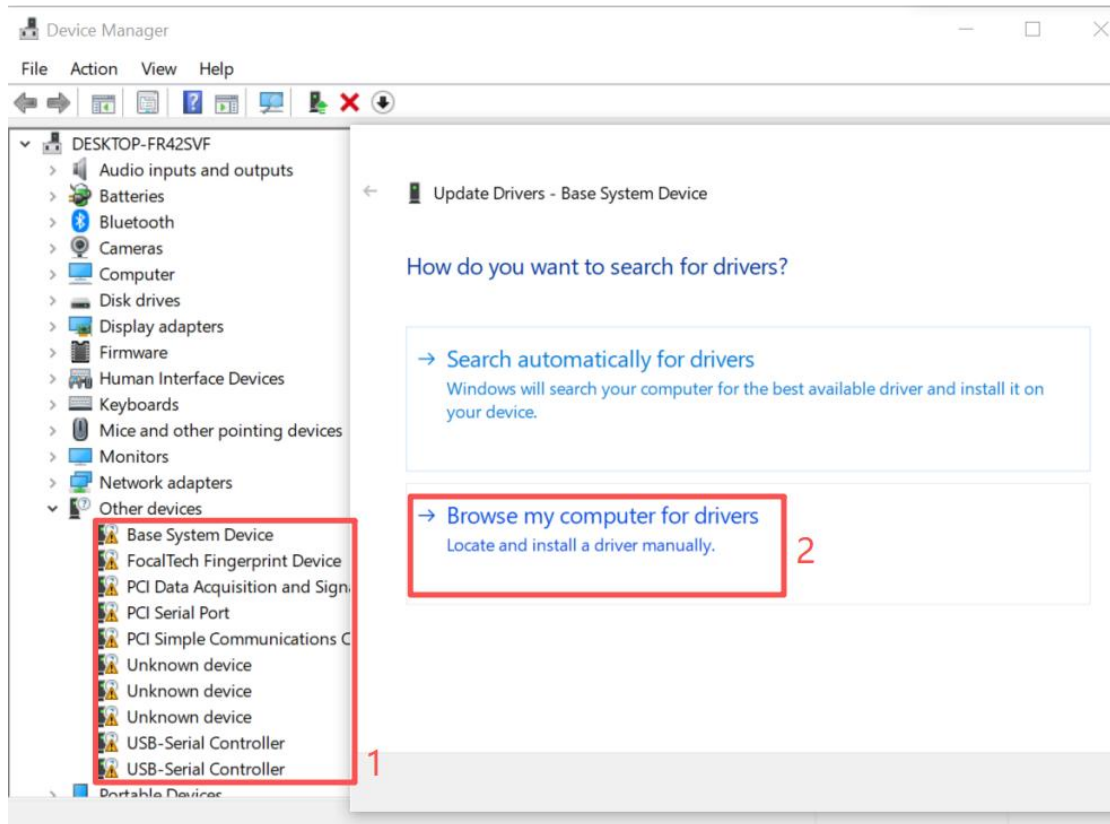 Device Manager
File Action View Help
DESKTOP-FR42SVF
Audio inputs and outputs
Batteries
Bluetooth
Cameras
Computer
Disk drives
Display adapters
Firmware
Human Interface Devices
Keyboards
Mice and other pointing devices
Monitors
Network adapters
Other devices
Base System Device
FocalTech Fingerprint Device
PCI Data Acquisition and Sign
PCI Serial Port
PCI Simple Communications C
Unknown device
Unknown device
Unknown device
USB-Serial Controller
USB-Serial Controller
1
Portable Devices
Update Drivers - Base System Device
How do you want to search for drivers?
Search automatically for drivers
Windows will search your computer for the best available driver and install it on
your device.
Browse my computer for drivers
Locate and install a driver manually.
2